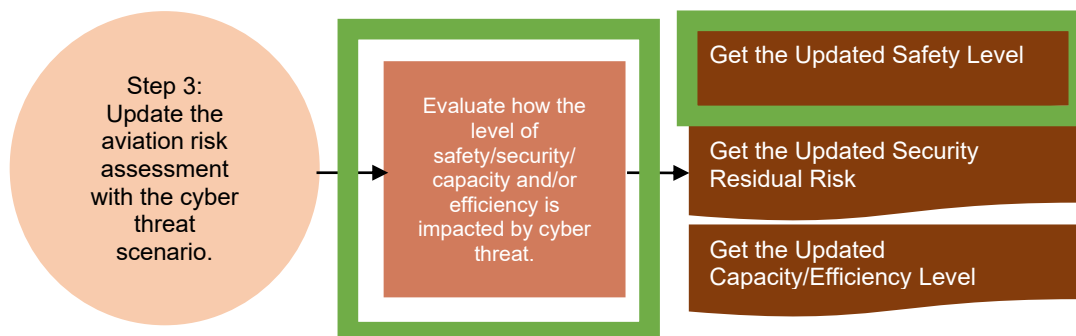 Step 3:
Update the
aviation risk
assessment
with the cyber
threat
scenario.
Evaluate how the
level of
safety/security/
capacity and/or
efficiency is
impacted by cyber
threat.
Get the Updated Safety Level
Get the Updated Security
Residual Risk
Get the Updated
Capacity/Efficiency Level